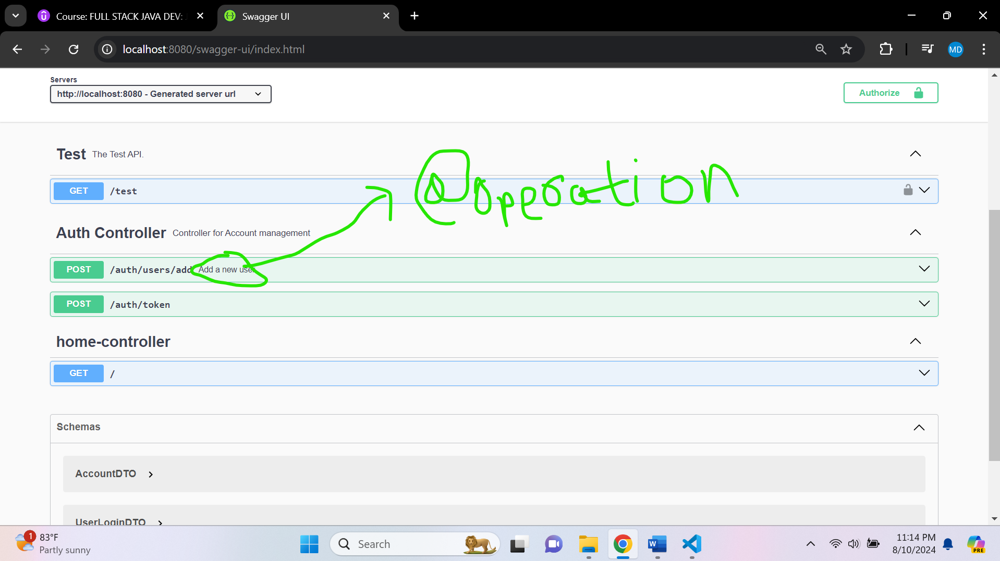 Course: FULL STACK JAVA DEV: J
Swagger UI
localhost:8080/swagger-ui/index.html
MD
Servers
http://localhost:8080 - Generated server url
Authorize
Test The Test API.
@operation
GET /test
Auth Controller Controller for Account management
POST /auth/users/add Add a new user
POST /auth/token
home-controller
GET /
Schemas
AccountDTO
UserLoginDTO
1
83°F
Partly sunny
Search
W
PRE
11:14 PM
8/10/2024